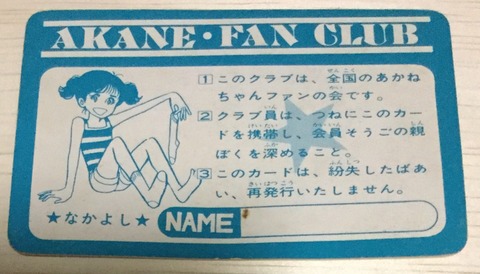 AKANE・FAN CLUB
1 このクラブは、全国のあかね
ちゃんファンの会です。
2 クラブ員は、つねにこのカー
ドを携帯し、会員そうごの親
ぼくを深めること。
3 このカードは、紛失したばあ
い、再発行いたしません。
★なかよし★ NAME